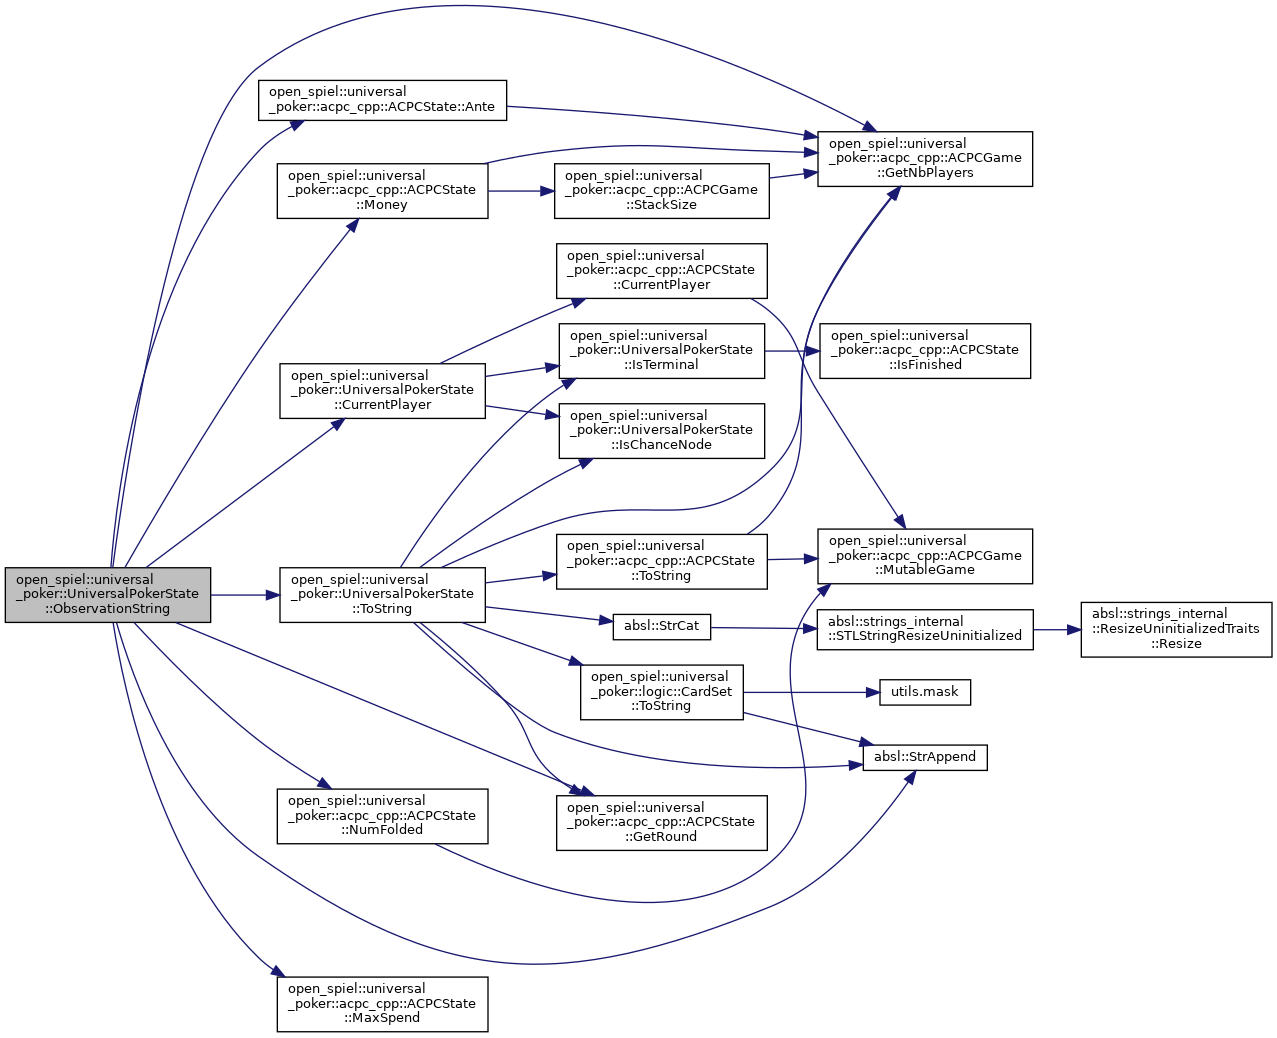 open_spiel::universal
_poker::UniversalPokerState
::ObservationString
open_spiel::universal
_poker::acpc_cpp::ACPCState::Ante
open_spiel::universal
_poker::acpc_cpp::ACPCState
::Money
open_spiel::universal
_poker::UniversalPokerState
::CurrentPlayer
open_spiel::universal
_poker::UniversalPokerState
::ToString
open_spiel::universal
_poker::acpc_cpp::ACPCState
::NumFolded
open_spiel::universal
_poker::acpc_cpp::ACPCState
::MaxSpend
open_spiel::universal
_poker::acpc_cpp::ACPCGame
::StackSize
open_spiel::universal
_poker::acpc_cpp::ACPCState
::CurrentPlayer
open_spiel::universal
_poker::UniversalPokerState
::IsTerminal
open_spiel::universal
_poker::UniversalPokerState
::IsChanceNode
open_spiel::universal
_poker::acpc_cpp::ACPCState
::ToString
absl::StrCat
open_spiel::universal
_poker::logic::CardSet
::ToString
open_spiel::universal
_poker::acpc_cpp::ACPCState
::GetRound
open_spiel::universal
_poker::acpc_cpp::ACPCGame
::GetNbPlayers
open_spiel::universal
_poker::acpc_cpp::ACPCState
::IsFinished
open_spiel::universal
_poker::acpc_cpp::ACPCGame
::MutableGame
absl::strings_internal
::STLStringResizeUninitialized
utils.mask
absl::StrAppend
absl::strings_internal
::ResizeUninitializedTraits
::Resize